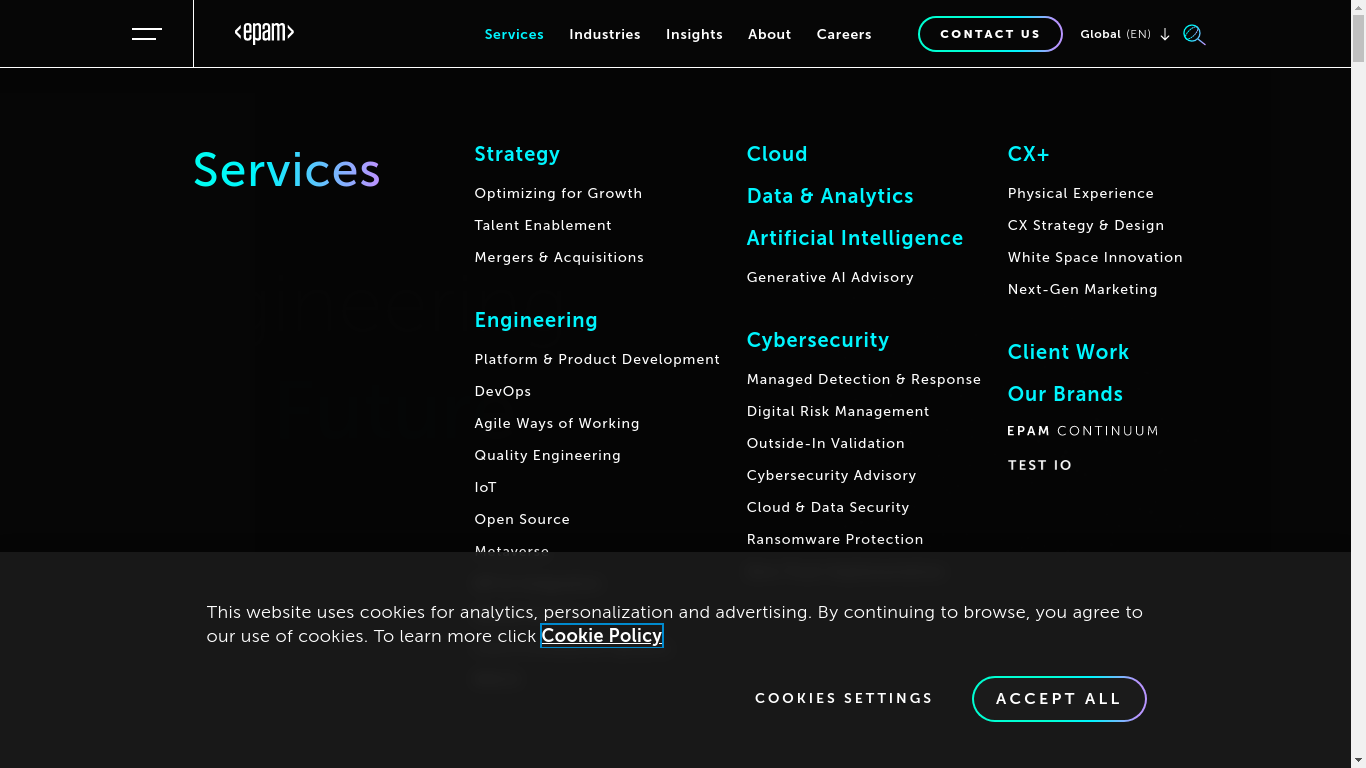 <epam>
Services Industries Insights About Careers
CONTACT US
Global (EN)
Services
Strategy
Optimizing for Growth
Talent Enablement
Mergers & Acquisitions
Engineering
Platform & Product Development
DevOps
Agile Ways of Working
Quality Engineering
IoT
Open Source
Metaverse
Cloud
Data & Analytics
Artificial Intelligence
Generative AI Advisory
Cybersecurity
Managed Detection & Response
Digital Risk Management
Outside-In Validation
Cybersecurity Advisory
Cloud & Data Security
Ransomware Protection
CX+
Physical Experience
CX Strategy & Design
White Space Innovation
Next-Gen Marketing
Client Work
Our Brands
EPAM CONTINUUM
TEST IO
This website uses cookies for analytics, personalization and advertising. By continuing to browse, you agree to
our use of cookies. To learn more click Cookie Policy
COOKIES SETTINGS
ACCEPT ALL